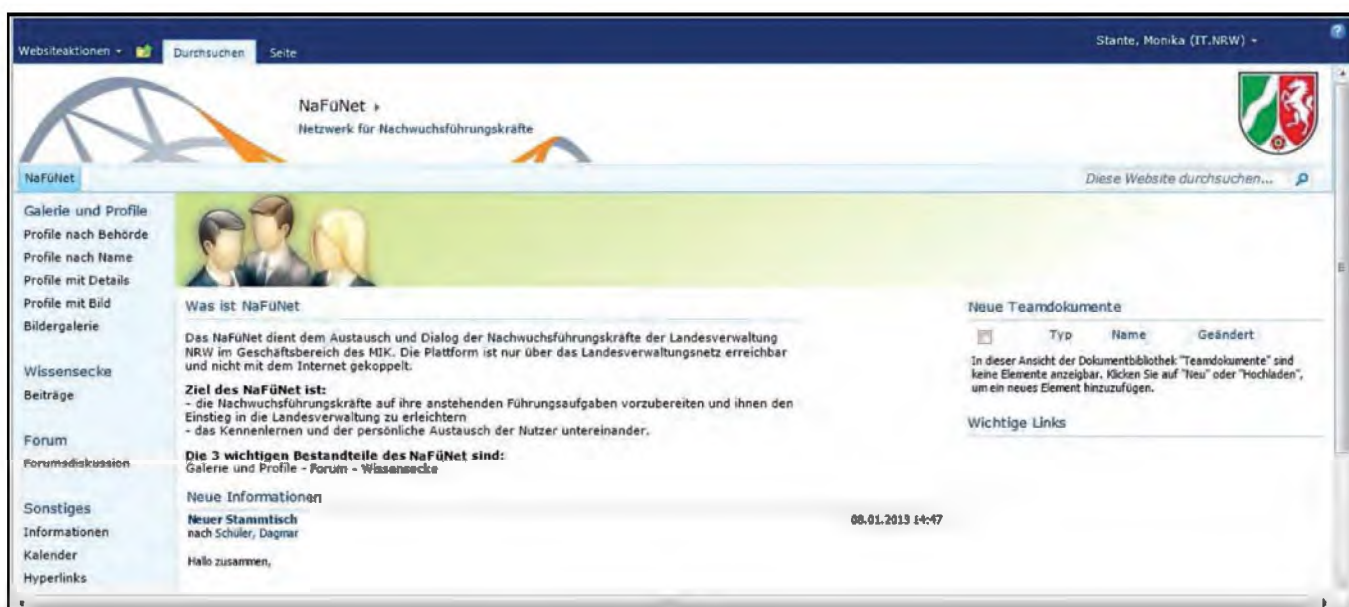 Websiteaktionen
Durchsuchen
Seite
Stante, Monika (IT.NRW)
NaFüNet
Netzwerk für Nachwuchsführungskräfte
NaFüNet
Diese Website durchsuchen...
Galerie und Profile
Profile nach Behörde
Profile nach Name
Profile mit Details
Profile mit Bild
Bildergalerie
Wissensecke
Beiträge
Forum
Forumsdiskussion
Sonstiges
Informationen
Kalender
Hyperlinks
Was ist NaFüNet
Das NaFüNet dient dem Austausch und Dialog der Nachwuchsführungskräfte der Landesverwaltung
NRW im Geschäftsbereich des MIK. Die Plattform ist nur über das Landesverwaltungsnetz erreichbar
und nicht mit dem Internet gekoppelt.
Ziel des NaFüNet ist:
- die Nachwuchsführungskräfte auf ihre anstehenden Führungsaufgaben vorzubereiten und ihnen den
Einstieg in die Landesverwaltung zu erleichtern
- das Kennenlernen und der persönliche Austausch der Nutzer untereinander.
Die 3 wichtigen Bestandteile des NaFüNet sind:
Galerie und Profile - Forum - Wissensecke
Neue Informationen
Neuer Stammtisch
08.01.2013 14:47
nach Schüler, Dagmar
Hallo zusammen,
Neue Teamdokumente
Typ Name Geändert
In dieser Ansicht der Dokumentbibliothek "Teamdokumente" sind
keine Elemente anzeigbar. Klicken Sie auf "Neu" oder "Hochladen",
um ein neues Element hinzuzufügen.
Wichtige Links